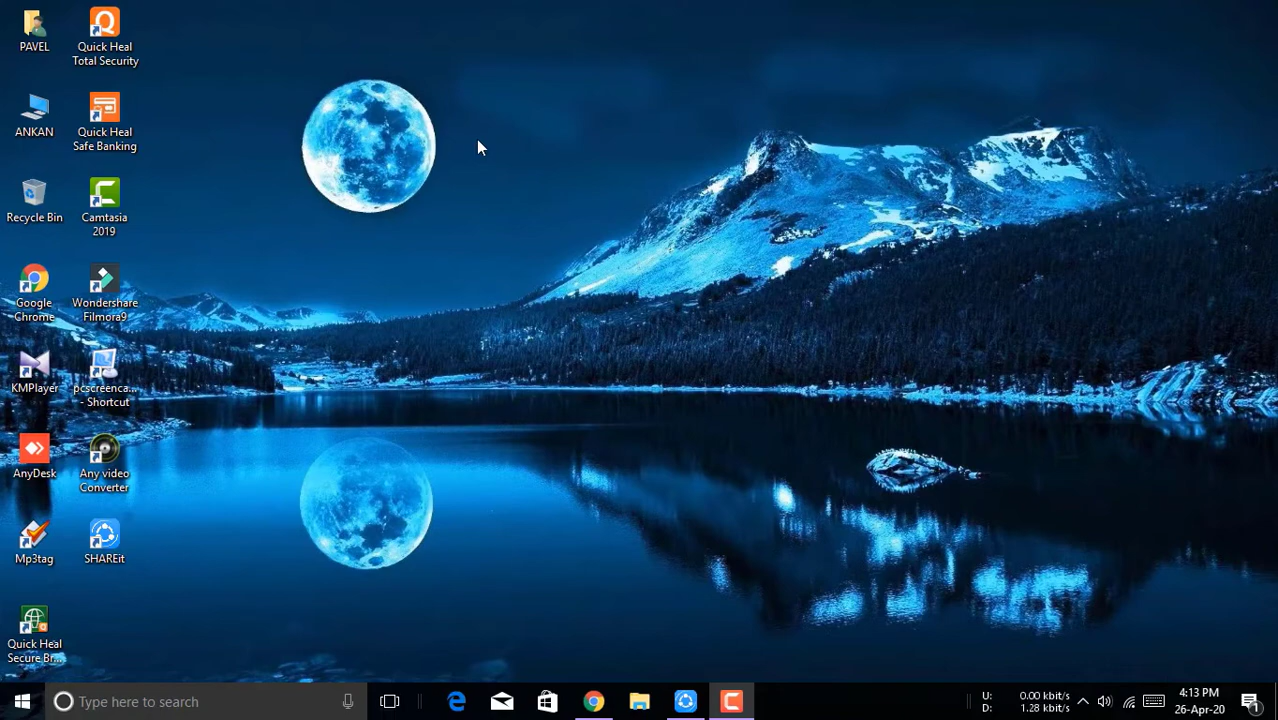 PAVEL
Quick Heal
Total Security
ANKAN
Quick Heal
Safe Banking
Recycle Bin
Camtasia
2019
Google
Chrome
Wondershare
Filmora9
KMPlayer
pcscreenca...
- Shortcut
AnyDesk
Any video
Converter
Mp3tag
SHAREit
Quick Heal
Secure Br...
Type here to search
U: 0.00 kbit/s
D: 1.28 kbit/s
4:13 PM
26-Apr-20
1